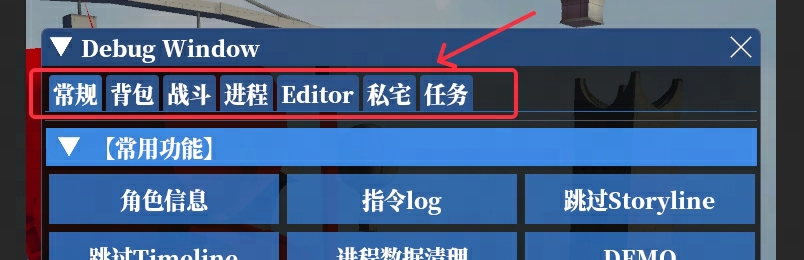 Debug Window
常规 背包 战斗 进程 Editor 私宅 任务
【常用功能】
角色信息 指令log 跳过Storyline
跳过Timeline 进程数据清理 DEMO